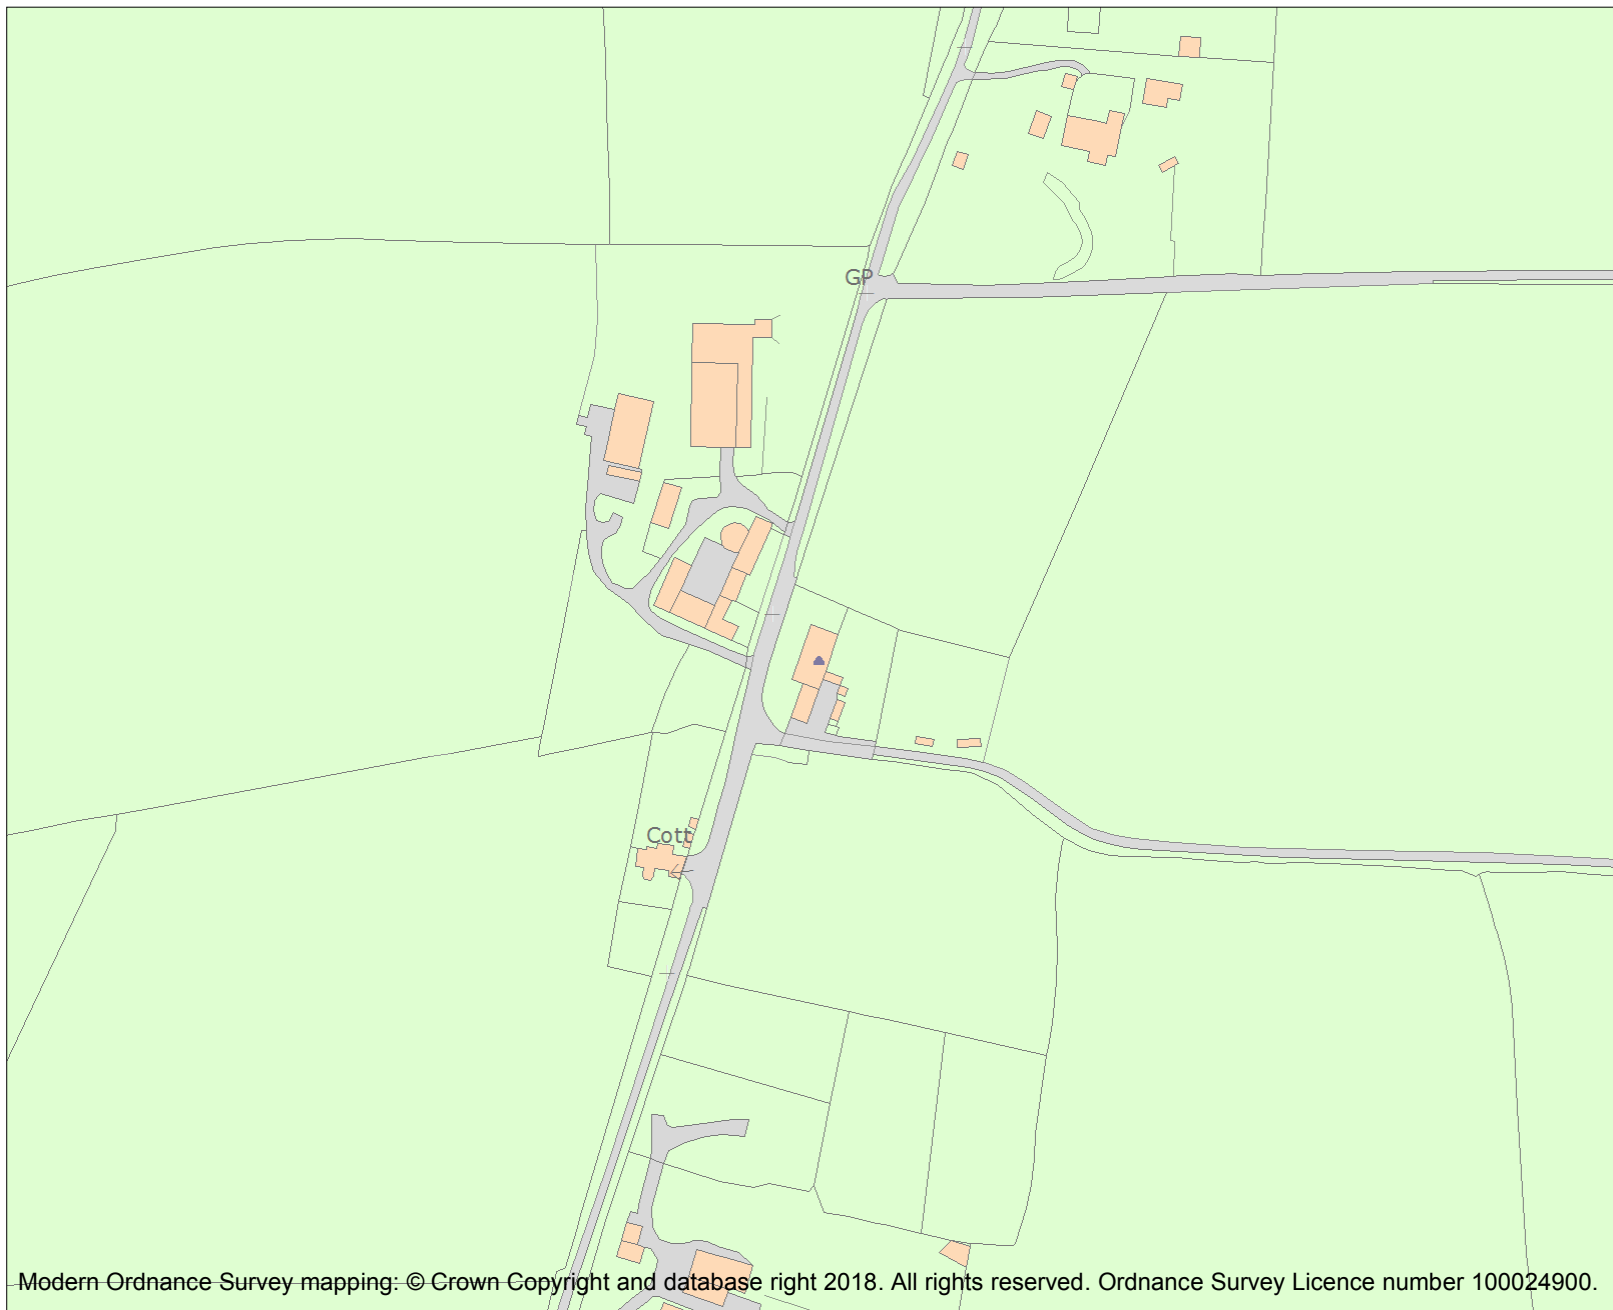 GP
Cott
Modern Ordnance Survey mapping: © Crown Copyright and database right 2018. All rights reserved. Ordnance Survey Licence number 100024900.